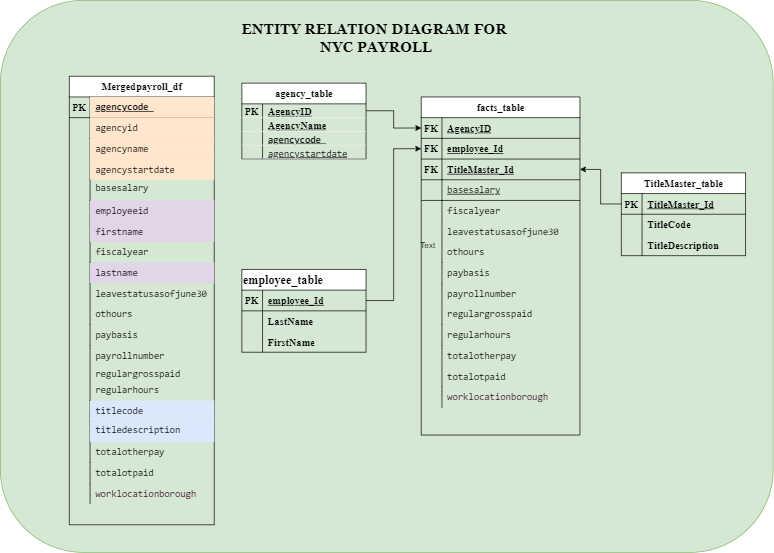 ENTITY RELATION DIAGRAM FOR
NYC PAYROLL
Mergedpayroll_df
PK agencycode_
agencyid
agencyname
agencystartdate
basesalary
employeeid
firstname
fiscalyear
lastname
leavestatusasofjune30
othours
paybasis
payrollnumber
regulargrosspaid
regularhours
titlecode
titledescription
totalotherpay
totalotpaid
worklocationborough
agency_table
PK AgencyID
AgencyName
agencycode_
agencystartdate
employee_table
PK employee_Id
LastName
FirstName
facts_table
FK AgencyID
FK employee_Id
FK TitleMaster_Id
basesalary
fiscalyear
leavestatusasofjune30
Text
othours
paybasis
payrollnumber
regulargrosspaid
regularhours
totalotherpay
totalotpaid
worklocationborough
TitleMaster_table
PK TitleMaster_Id
TitleCode
TitleDescription